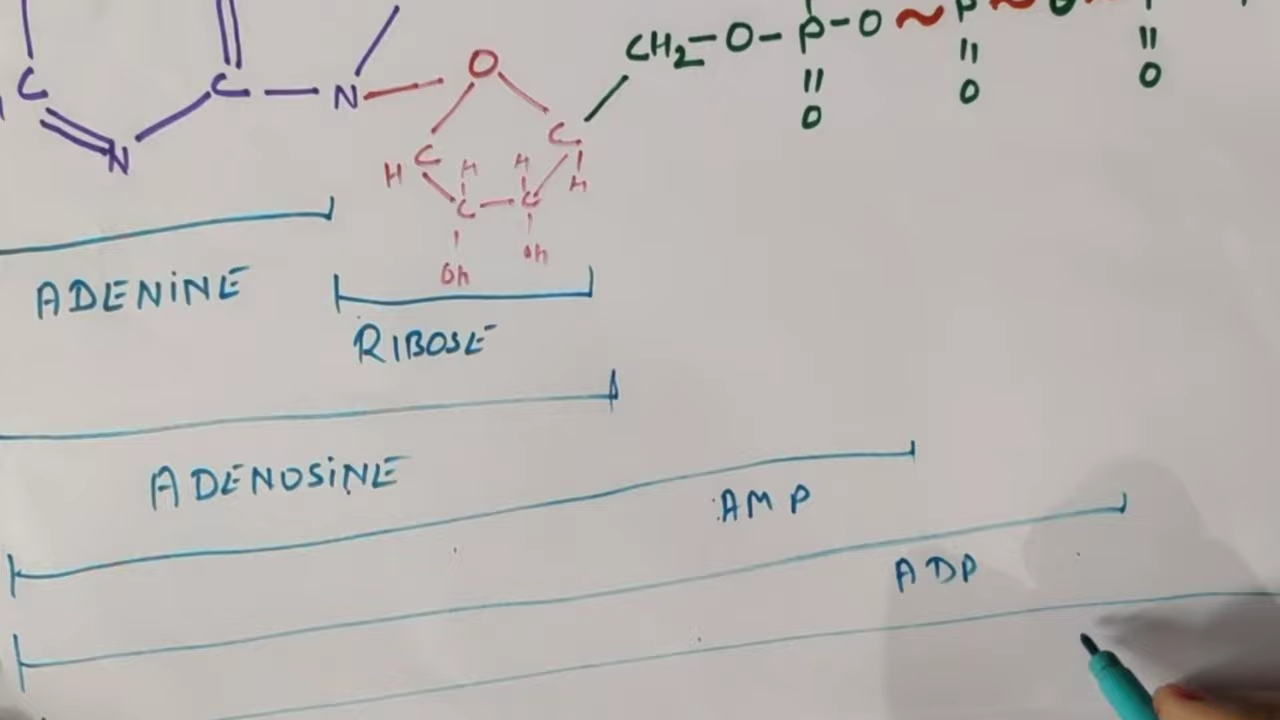 CH₂-O-P-O~P~O
O
O
O
C
C
N
O
N
C
C
H
H
H
H
C
C
OH
OH
ADENiNE
RIBOSE
ADENOSiNE
AMP
ADP